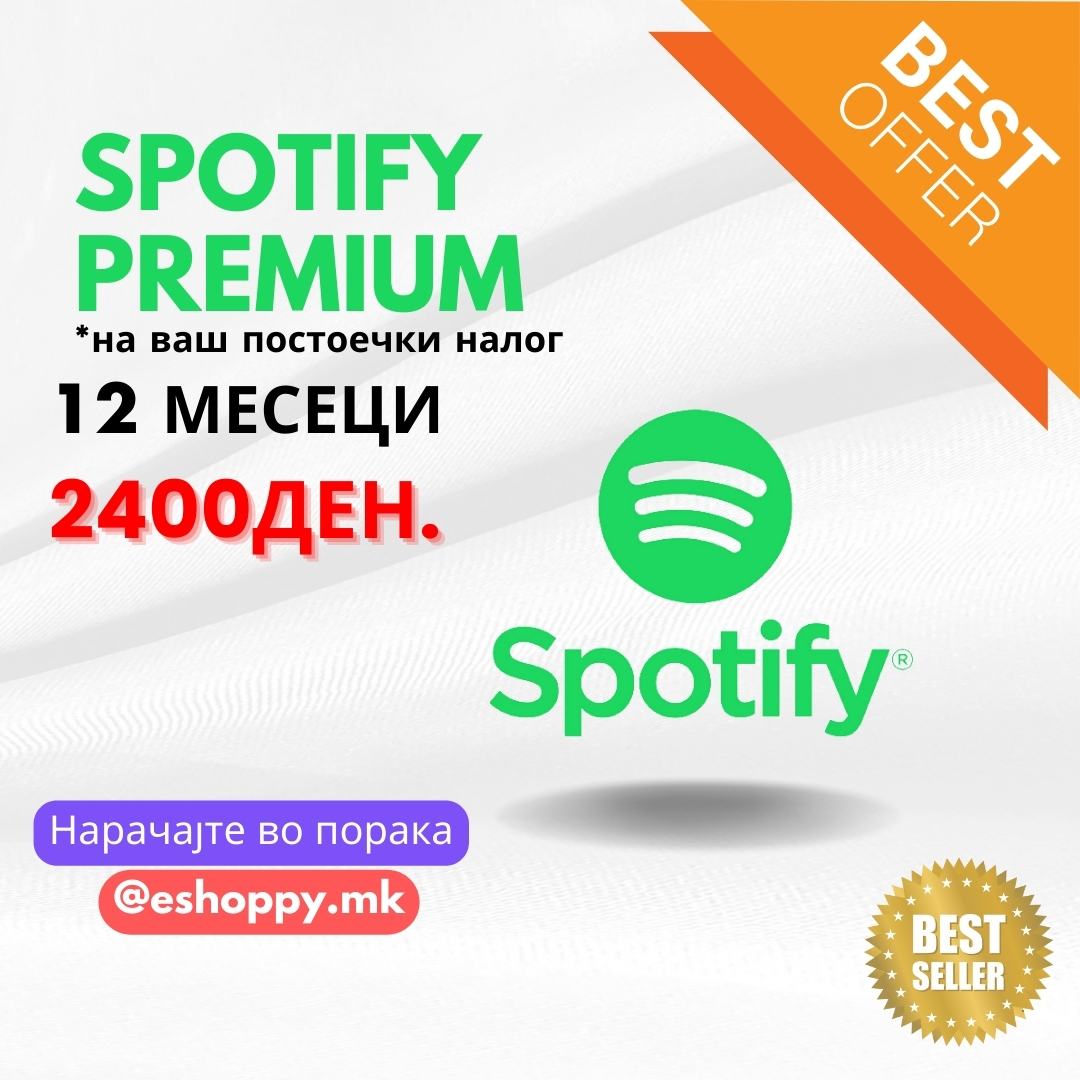 BEST
OFFER
SPOTIFY
PREMIUM
*на ваш постоечки налог
12 МЕСЕЦИ
2400ДЕН.
Spotify®
Нарачајте во порака
@eshoppy.mk
BEST
SELLER